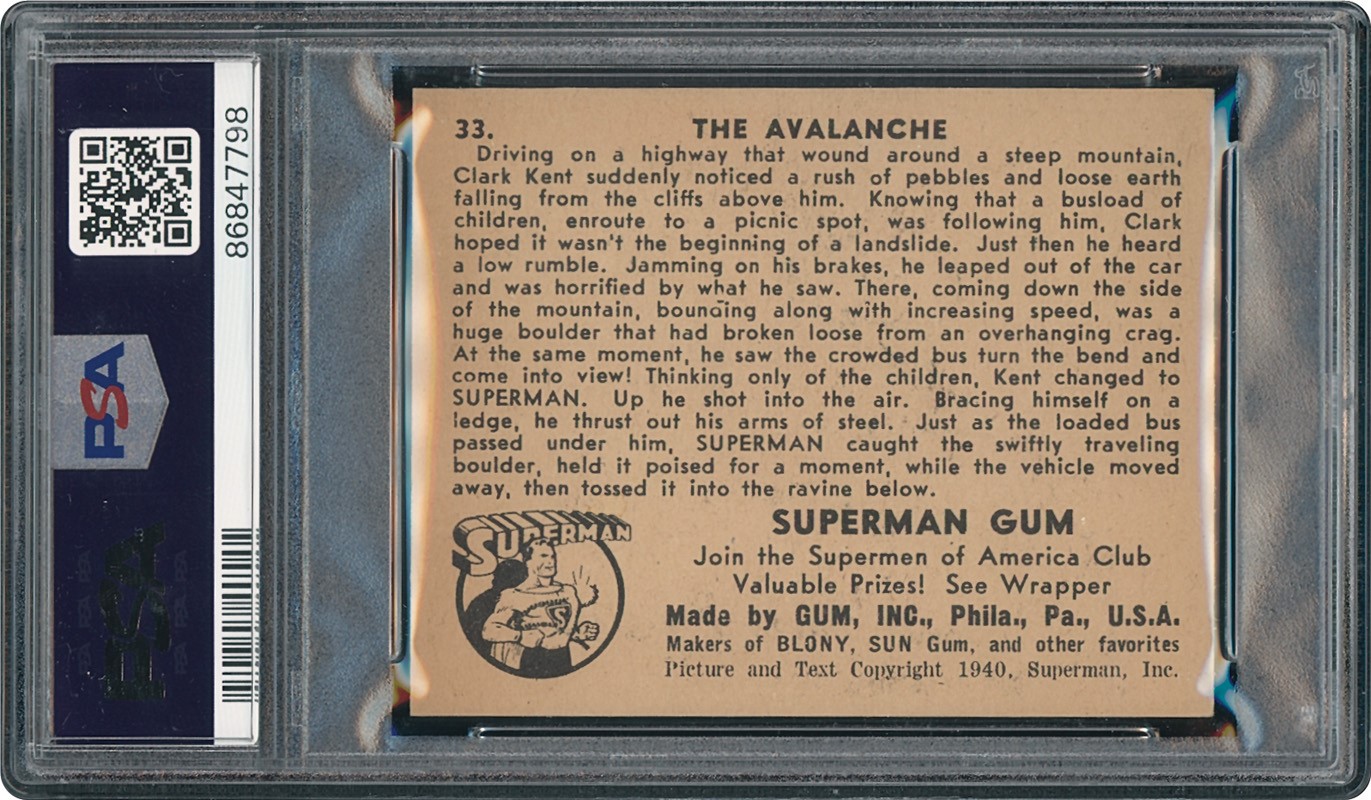 33. THE AVALANCHE
Driving on a highway that wound around a steep mountain,
Clark Kent suddenly noticed a rush of pebbles and loose earth
falling from the cliffs above him. Knowing that a busload of
children, enroute to a picnic spot, was following him, Clark
hoped it wasn't the beginning of a landslide. Just then he heard
a low rumble. Jamming on his brakes, he leaped out of the car
and was horrified by what he saw. There, coming down the side
of the mountain, bounding along with increasing speed, was a
huge boulder that had broken loose from an overhanging crag.
At the same moment, he saw the crowded bus turn the bend and
come into view! Thinking only of the children, Kent changed to
SUPERMAN. Up he shot into the air. Bracing himself on a
ledge, he thrust out his arms of steel. Just as the loaded bus
passed under him, SUPERMAN caught the swiftly traveling
boulder, held it poised for a moment, while the vehicle moved
away, then tossed it into the ravine below.
SUPERMAN
S
SUPERMAN GUM
Join the Supermen of America Club
Valuable Prizes! See Wrapper
Made by GUM, INC., Phila., Pa., U.S.A.
Makers of BLONY, SUN Gum, and other favorites
Picture and Text Copyright 1940, Superman, Inc.
86847798
PSA
PSA